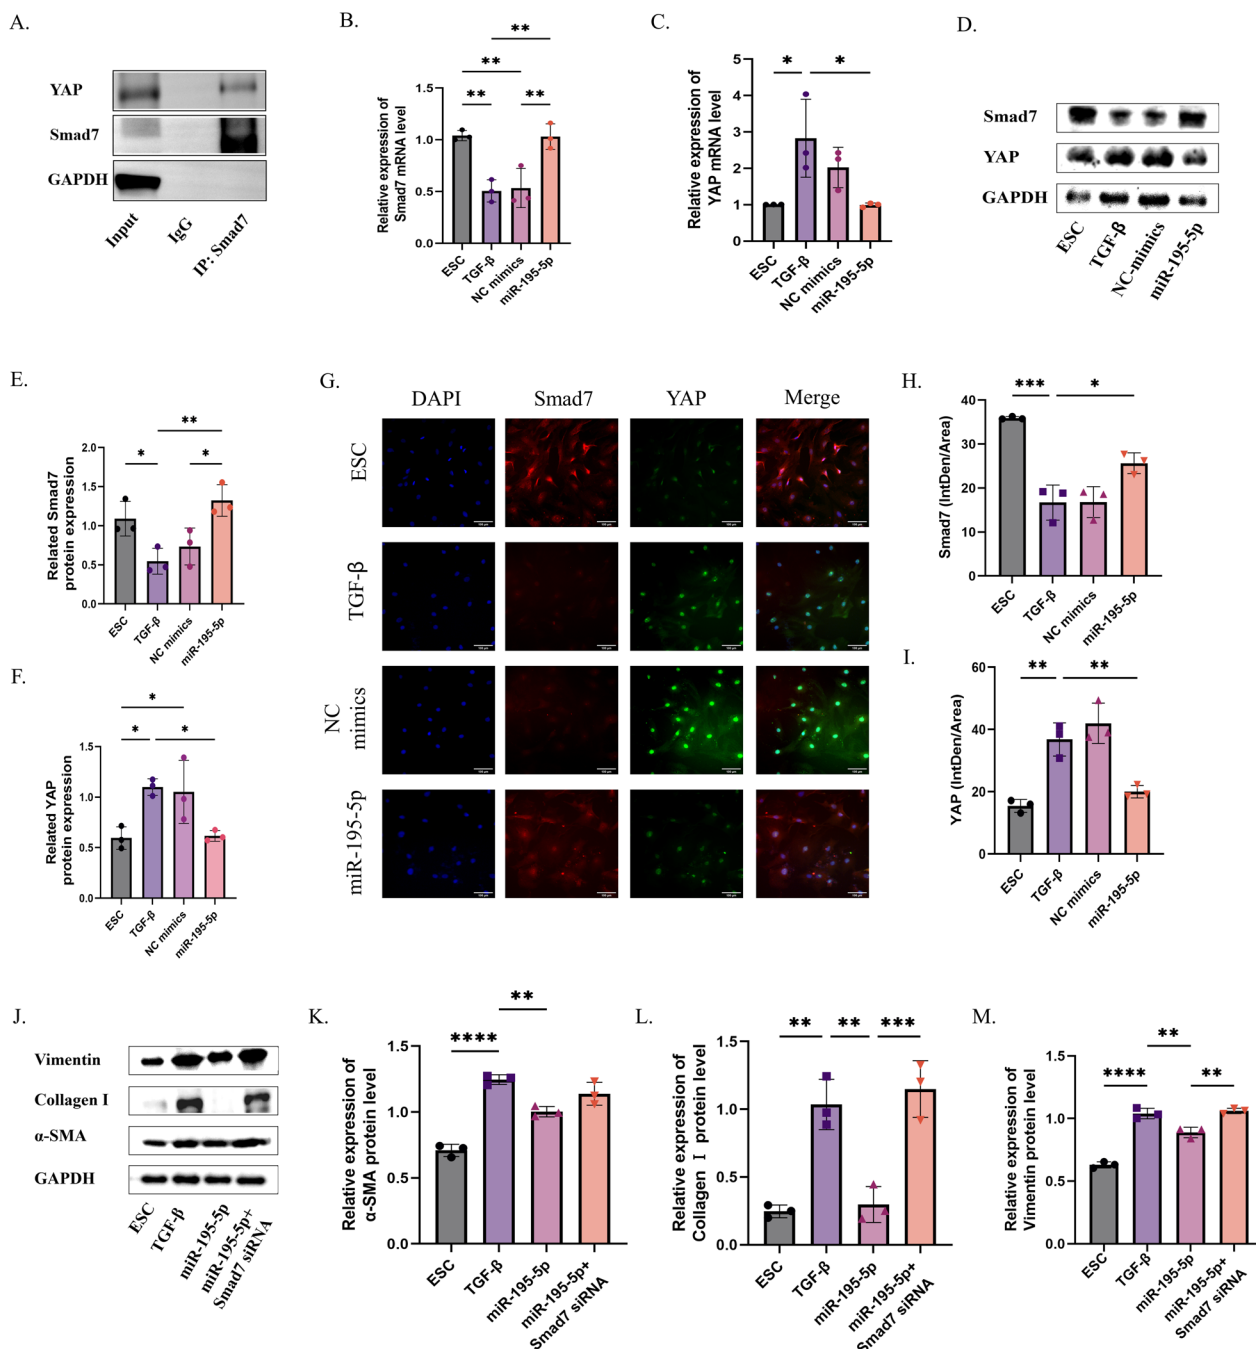 A.
YAP
Smad7
GAPDH
Input
IgG
IP: Smad7
B.
Relative expression of
Smad7 mRNA level
1.5
1.0
0.5
0.0
**
**
**
**
ESC
TGF-β
NC mimics
miR-195-5p
C.
Relative expression of
YAP mRNA level
5
4
3
2
1
0
*
*
ESC
TGF-β
NC mimics
miR-195-5p
D.
Smad7
YAP
GAPDH
ESC
TGF-β
NC-mimics
miR-195-5p
E.
Related Smad7
protein expression
2.0
1.5
1.0
0.5
0.0
**
*
*
ESC
TGF-β
NC mimics
miR-195-5p
F.
Related YAP
protein expression
1.5
1.0
0.5
0.0
*
*
*
ESC
TGF-β
NC mimics
miR-195-5p
G.
DAPI
Smad7
YAP
Merge
ESC
TGF-β
NC
mimics
miR-195-5p
H.
Smad7 (IntDen/Area)
40
30
20
10
0
***
*
ESC
TGF-β
NC mimics
miR-195-5p
I.
YAP (IntDen/Area)
60
40
20
0
**
**
ESC
TGF-β
NC mimics
miR-195-5p
J.
Vimentin
Collagen I
α-SMA
GAPDH
ESC
TGF-β
miR-195-5p
miR-195-5p+
Smad7 siRNA
K.
Relative expression of
α-SMA protein level
1.5
1.0
0.5
0.0
****
**
ESC
TGF-β
miR-195-5p
miR-195-5p+
Smad7 siRNA
L.
Relative expression of
Collagen I protein level
1.5
1.0
0.5
0.0
**
**
***
ESC
TGF-β
miR-195-5p
miR-195-5p+
Smad7 siRNA
M.
Relative expression of
Vimentin protein level
1.5
1.0
0.5
0.0
****
**
**
ESC
TGF-β
miR-195-5p
miR-195-5p+
Smad7 siRNA